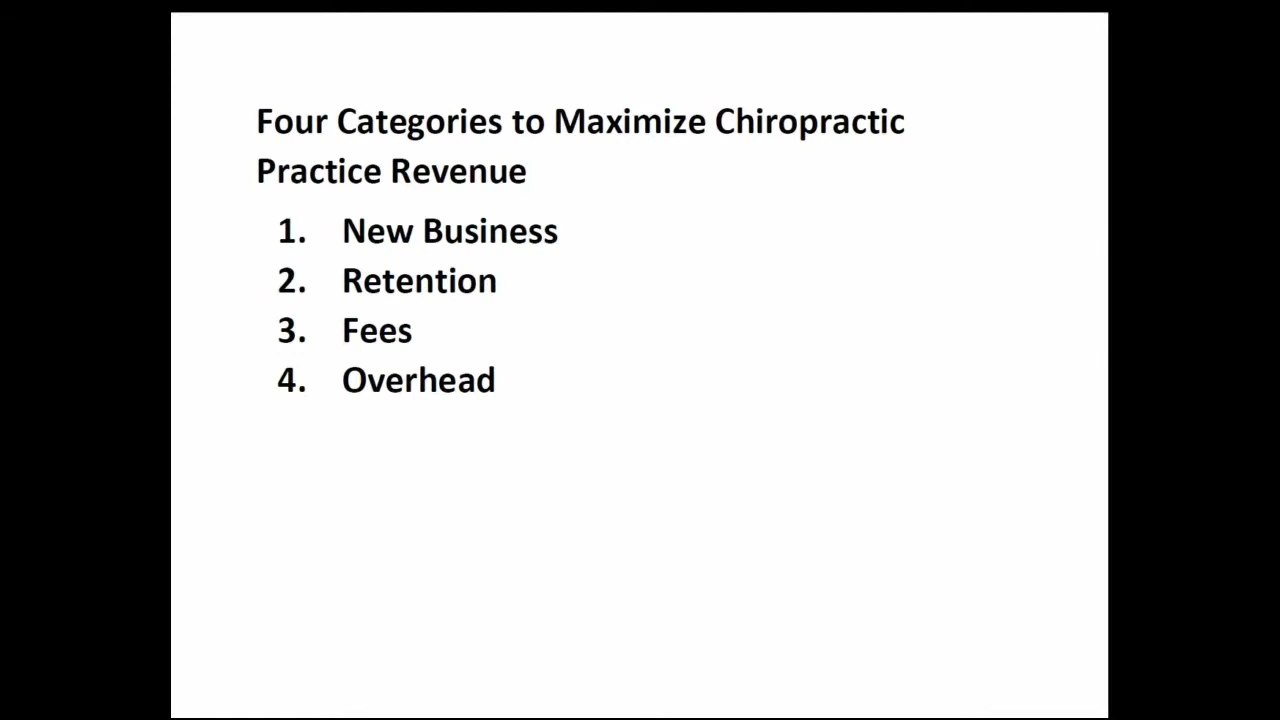 Four Categories to Maximize Chiropractic
Practice Revenue
1. New Business
2. Retention
3. Fees
4. Overhead